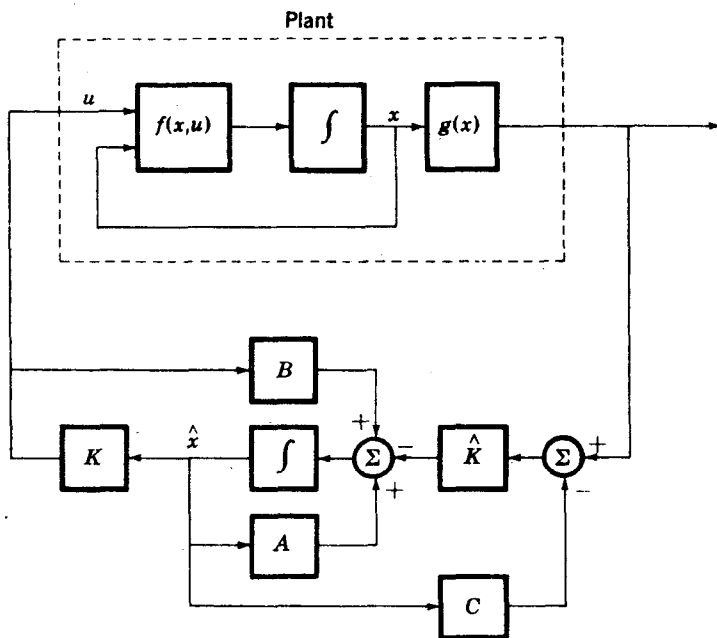 Plant
u
f(x,u)
∫
x
g(x)
B
+
K
x̂
∫
Σ
−
K̂
Σ
+
+
−
A
C